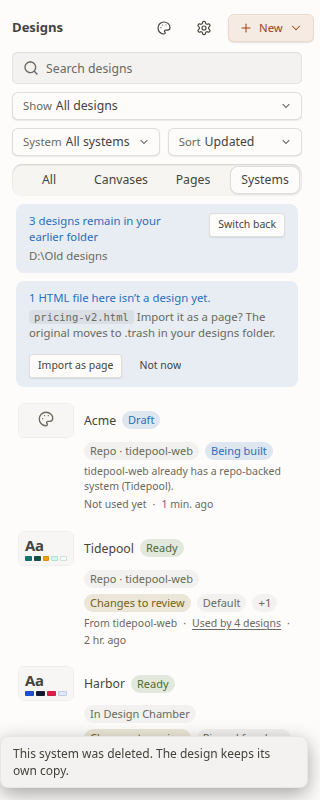 Designs
New
Search designs
Show All designs
System All systems
Sort Updated
All Canvases Pages Systems
3 designs remain in your
earlier folder
Switch back
D:\Old designs
1 HTML file here isn't a design yet.
pricing-v2.html Import it as a page? The
original moves to .trash in your designs folder.
Import as page Not now
Acme Draft
Repo · tidepool-web Being built
tidepool-web already has a repo-backed
system (Tidepool).
Not used yet · 1 min. ago
Aa
Tidepool Ready
Repo · tidepool-web
Changes to review Default +1
From tidepool-web · Used by 4 designs ·
2 hr. ago
Aa
Harbor Ready
In Design Chamber
This system was deleted. The design keeps its
own copy.